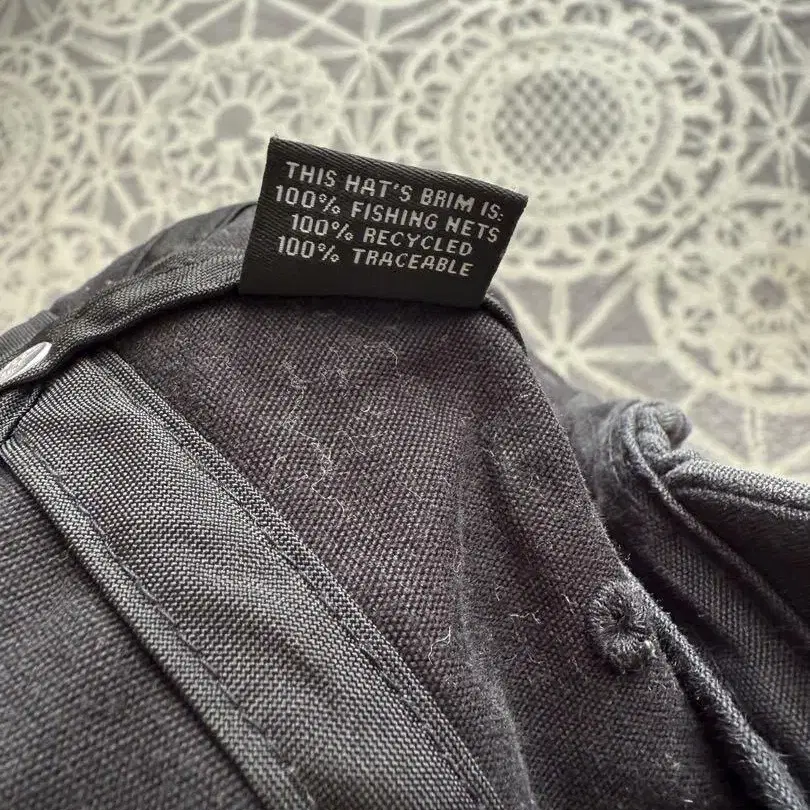 THIS HAT'S BRIM IS:
100% FISHING NETS
100% RECYCLED
100% TRACEABLE